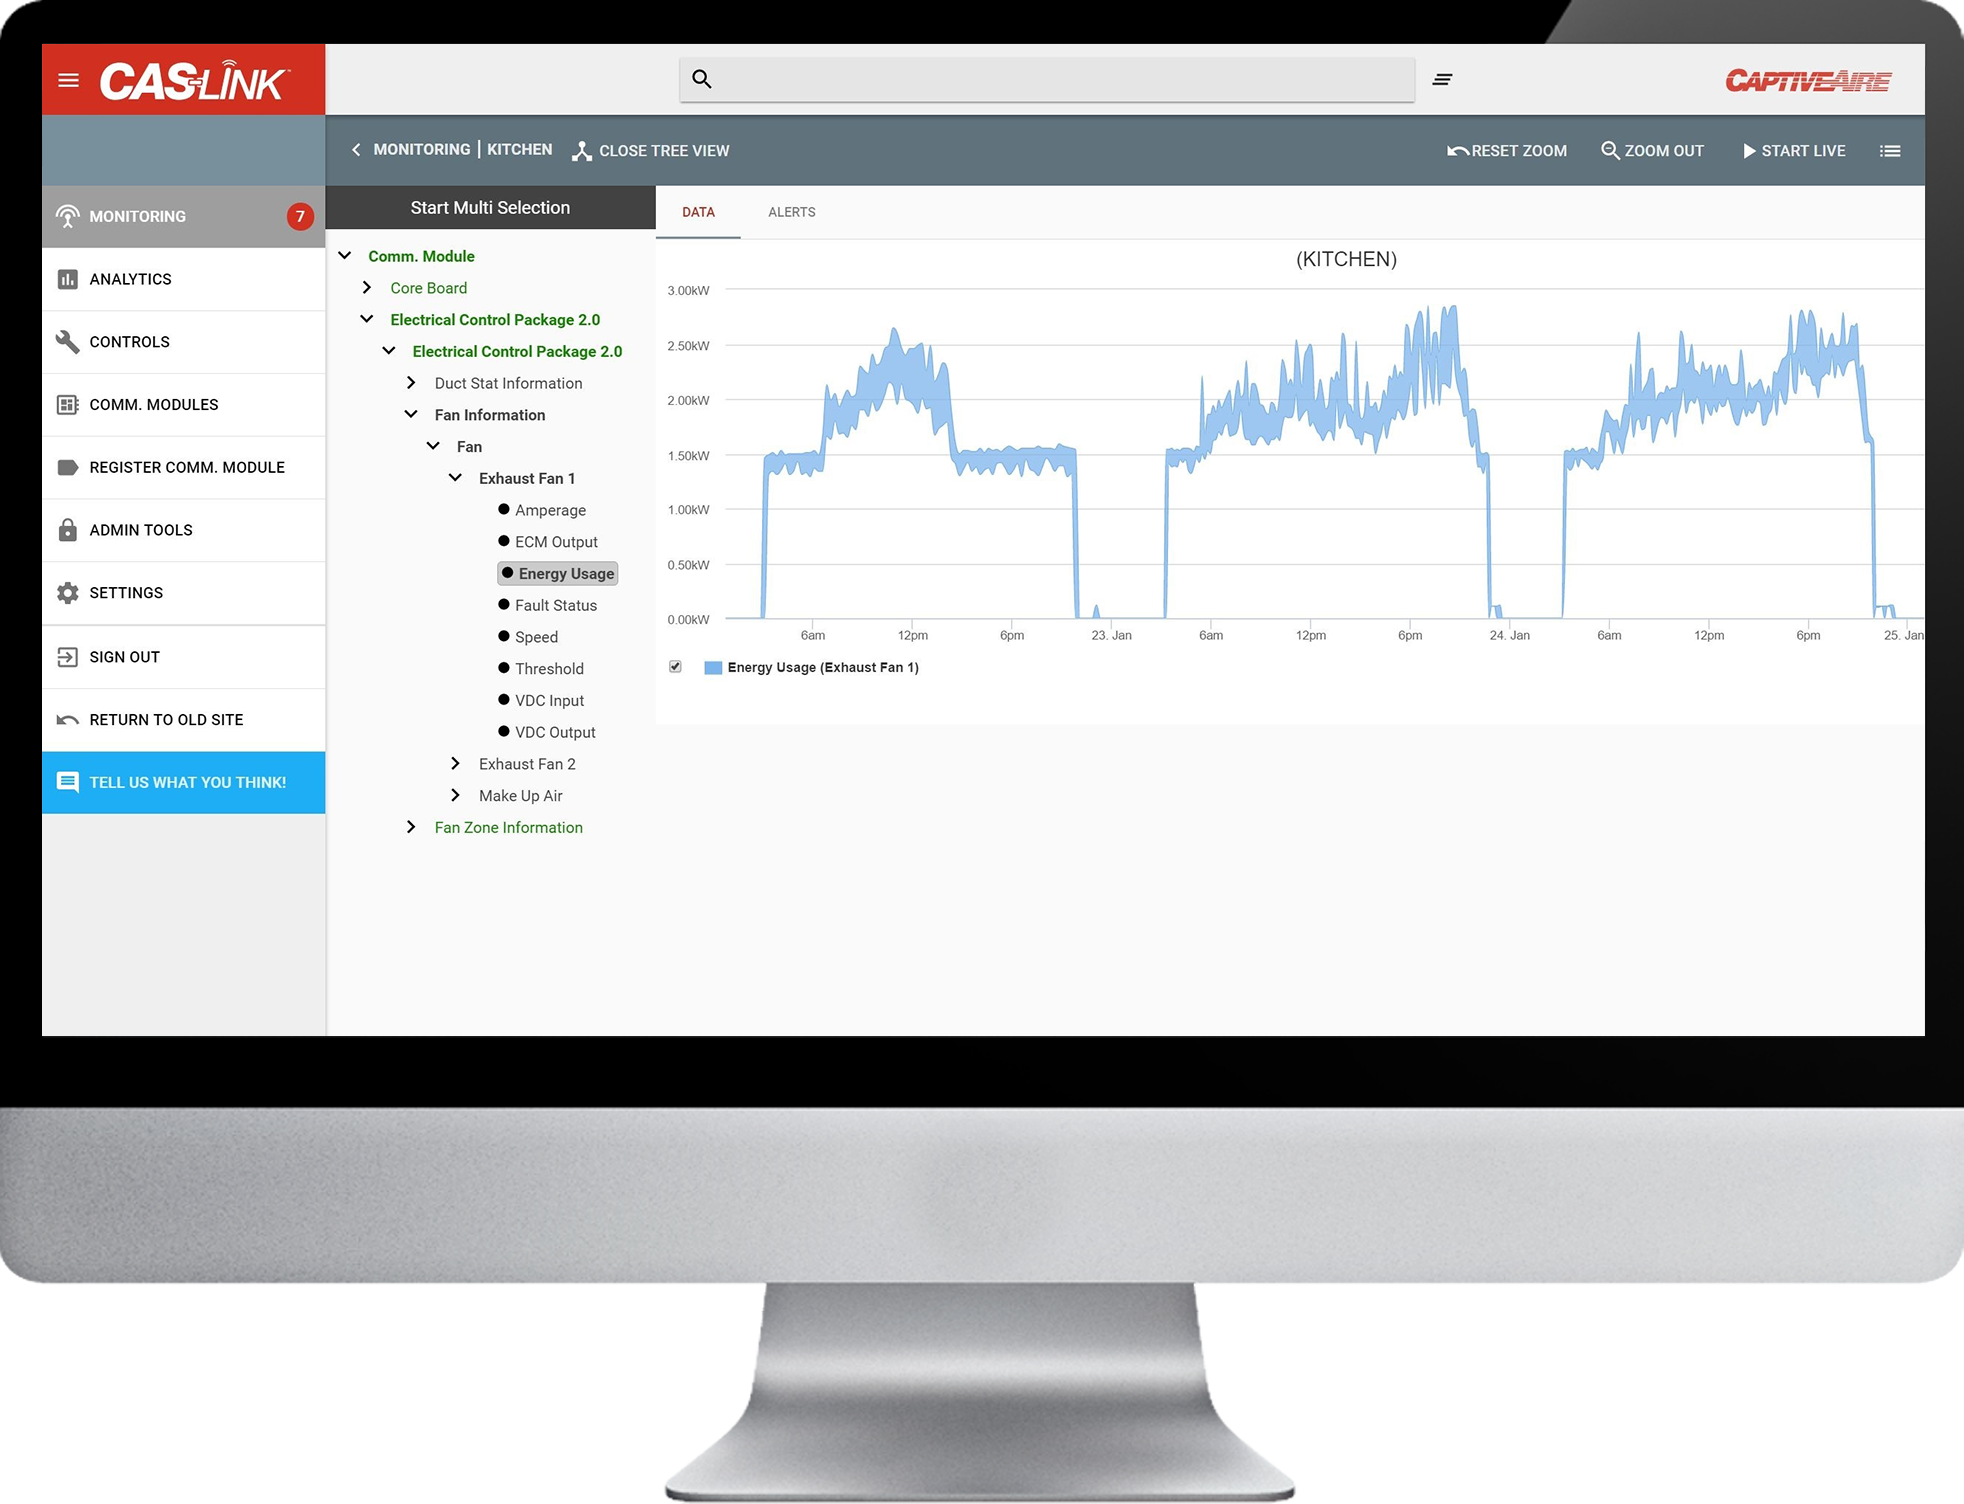 CASLINK
CAPTIVEAIRE
MONITORING | KITCHEN
CLOSE TREE VIEW
RESET ZOOM
ZOOM OUT
START LIVE
MONITORING
7
ANALYTICS
CONTROLS
COMM. MODULES
REGISTER COMM. MODULE
ADMIN TOOLS
SETTINGS
SIGN OUT
RETURN TO OLD SITE
TELL US WHAT YOU THINK!
Start Multi Selection
Comm. Module
Core Board
Electrical Control Package 2.0
Electrical Control Package 2.0
Duct Stat Information
Fan Information
Fan
Exhaust Fan 1
Amperage
ECM Output
Energy Usage
Fault Status
Speed
Threshold
VDC Input
VDC Output
Exhaust Fan 2
Make Up Air
Fan Zone Information
DATA
ALERTS
(KITCHEN)
3.00kW
2.50kW
2.00kW
1.50kW
1.00kW
0.50kW
0.00kW
6am 12pm 6pm 23. Jan 6am 12pm 6pm 24. Jan 6am 12pm 6pm 25. Jan
Energy Usage (Exhaust Fan 1)